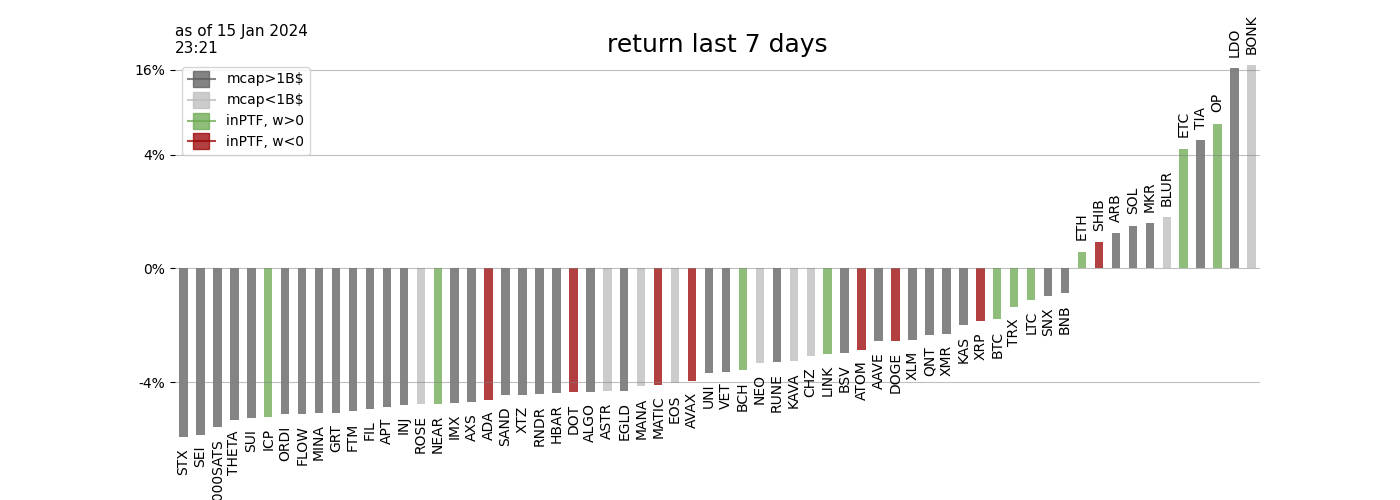 as of 15 Jan 2024
23:21
return last 7 days
mcap>1B$
mcap<1B$
inPTF, w>0
inPTF, w<0
16%
4%
0%
-4%
STX
SEI
000SATS
THETA
SUI
ICP
ORDI
FLOW
MINA
GRT
FTM
FIL
APT
INJ
ROSE
NEAR
IMX
AXS
ADA
SAND
XTZ
RNDR
HBAR
DOT
ALGO
ASTR
EGLD
MANA
MATIC
EOS
AVAX
UNI
VET
BCH
NEO
RUNE
KAVA
CHZ
LINK
BSV
ATOM
AAVE
DOGE
XLM
QNT
XMR
KAS
XRP
BTC
TRX
LTC
SNX
BNB
ETH
SHIB
ARB
SOL
MKR
BLUR
ETC
TIA
OP
LDO
BONK